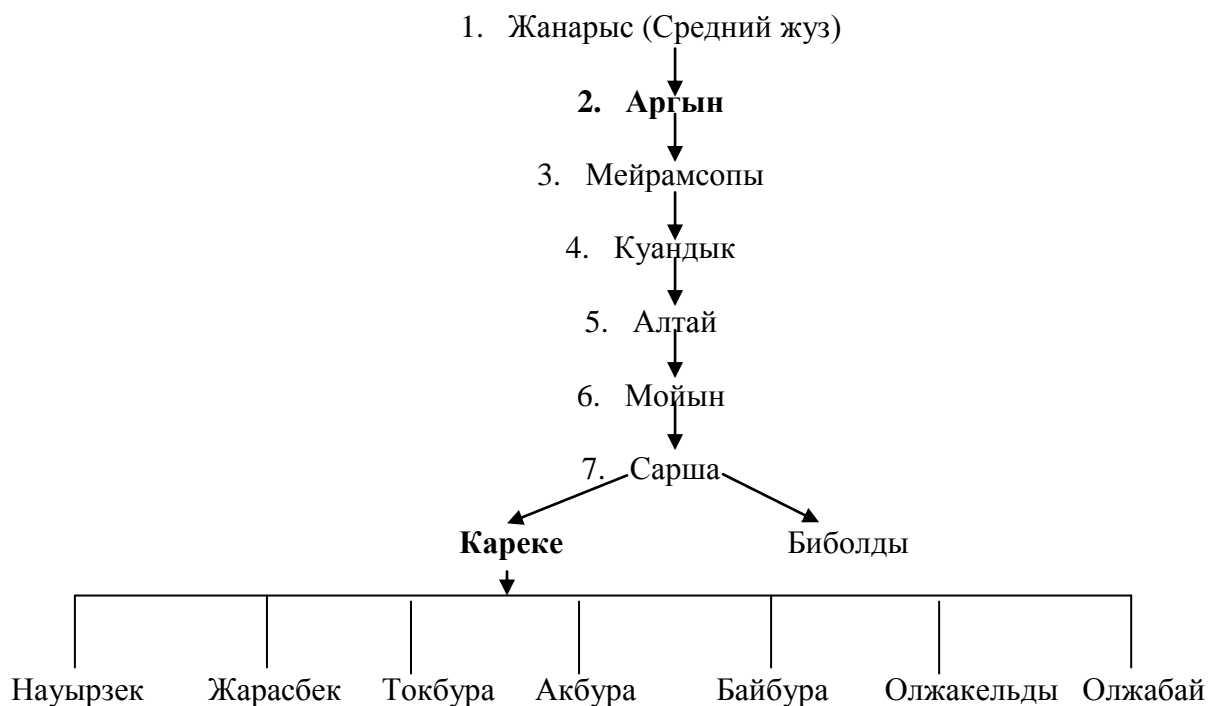 1. Жанарыс (Средний жуз)
2. Аргын
3. Мейрамсопы
4. Куандык
5. Алтай
6. Мойын
7. Сарша
Кареке Биболды
Науырзек Жарасбек Токбура Акбура Байбура Олжакельды Олжабай